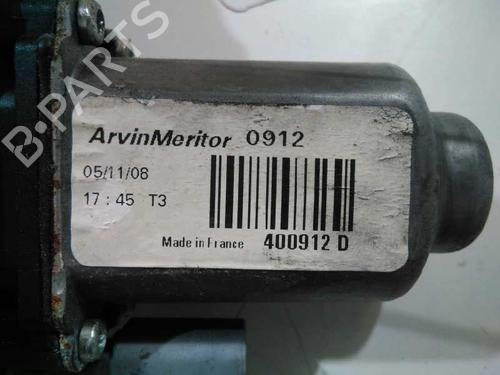 B-PARTS
ArvinMeritor 0912
05/11/08
17 : 45 T3
Made in France 400912 D